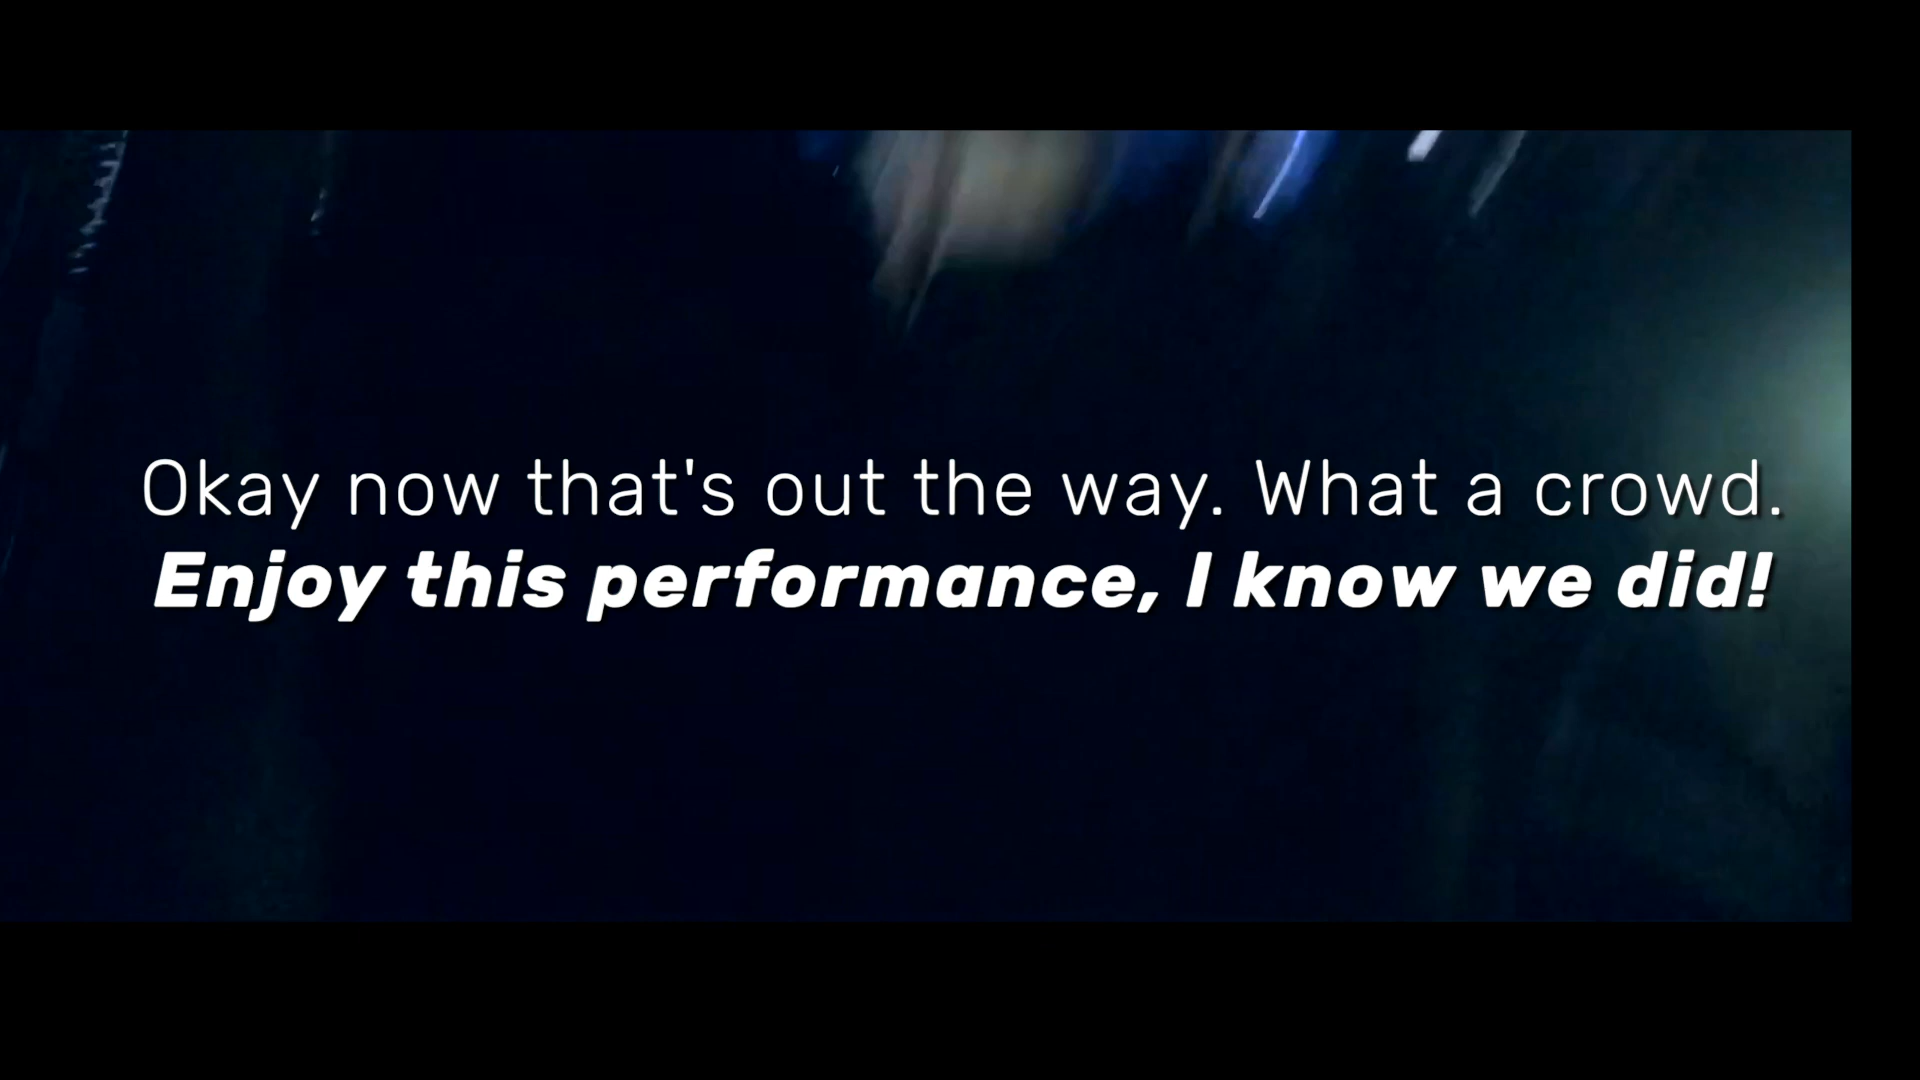 Okay now that's out the way. What a crowd.
Enjoy this performance, I know we did!